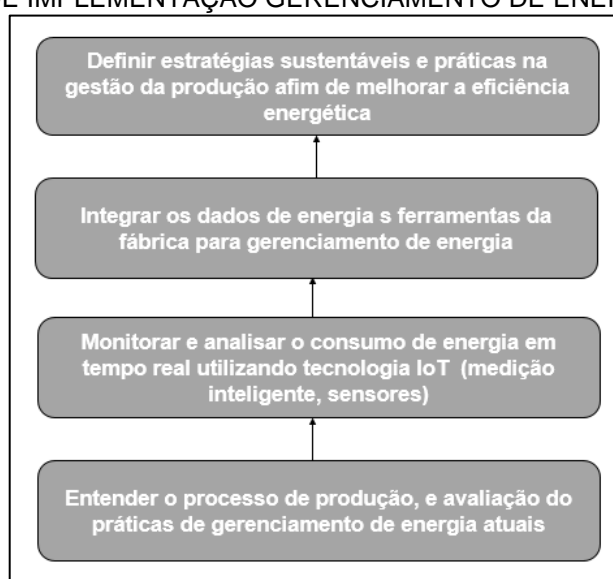 E IMPLEMENTAÇÃO GERENCIAMENTO DE ENE
Definir estratégias sustentáveis e práticas na
gestão da produção afim de melhorar a eficiência
energética
Integrar os dados de energia s ferramentas da
fábrica para gerenciamento de energia
Monitorar e analisar o consumo de energia em
tempo real utilizando tecnologia IoT (medição
inteligente, sensores)
Entender o processo de produção, e avaliação do
práticas de gerenciamento de energia atuais